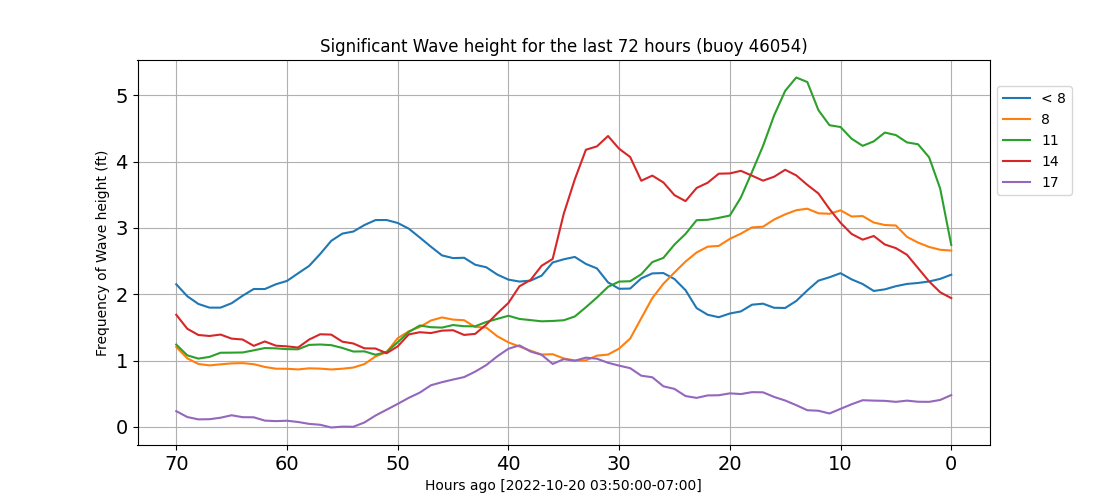 Significant Wave height for the last 72 hours (buoy 46054)
Frequency of Wave height (ft)
5
4
3
2
1
0
70 60 50 40 30 20 10 0
Hours ago [2022-10-20 03:50:00-07:00]
< 8
8
11
14
17